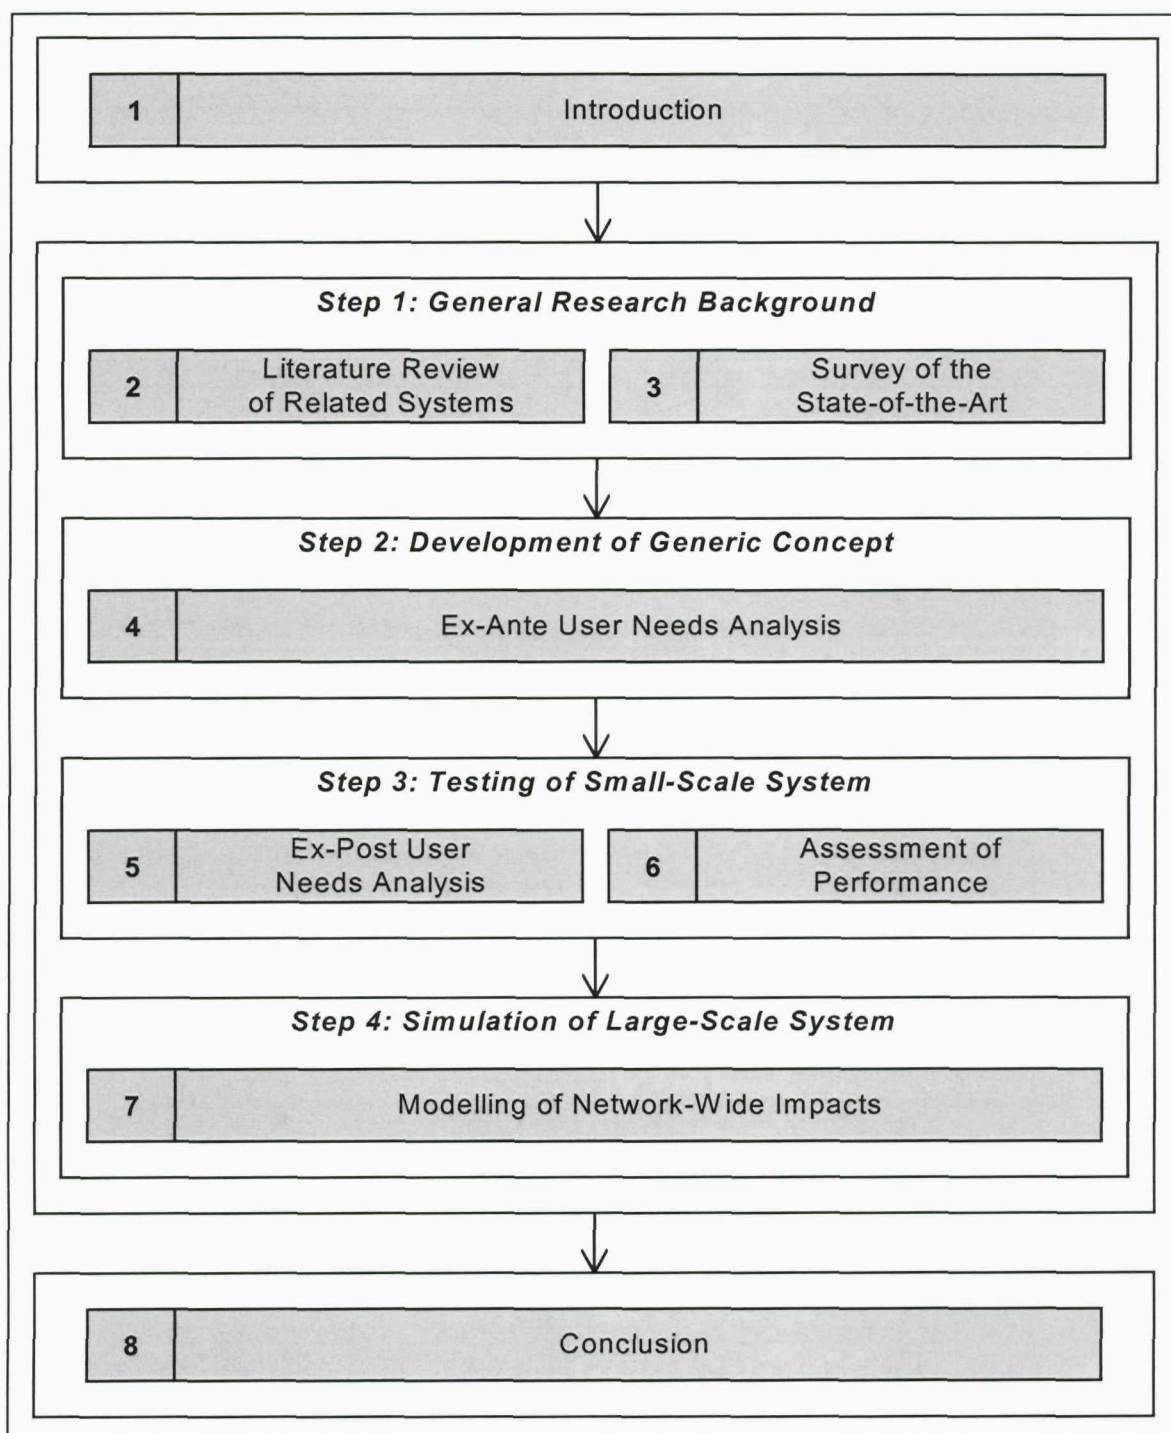 1 Introduction
Step 1: General Research Background
2 Literature Review
of Related Systems
3 Survey of the
State-of-the-Art
Step 2: Development of Generic Concept
4 Ex-Ante User Needs Analysis
Step 3: Testing of Small-Scale System
5 Ex-Post User
Needs Analysis
6 Assessment of
Performance
Step 4: Simulation of Large-Scale System
7 Modelling of Network-Wide Impacts
8 Conclusion